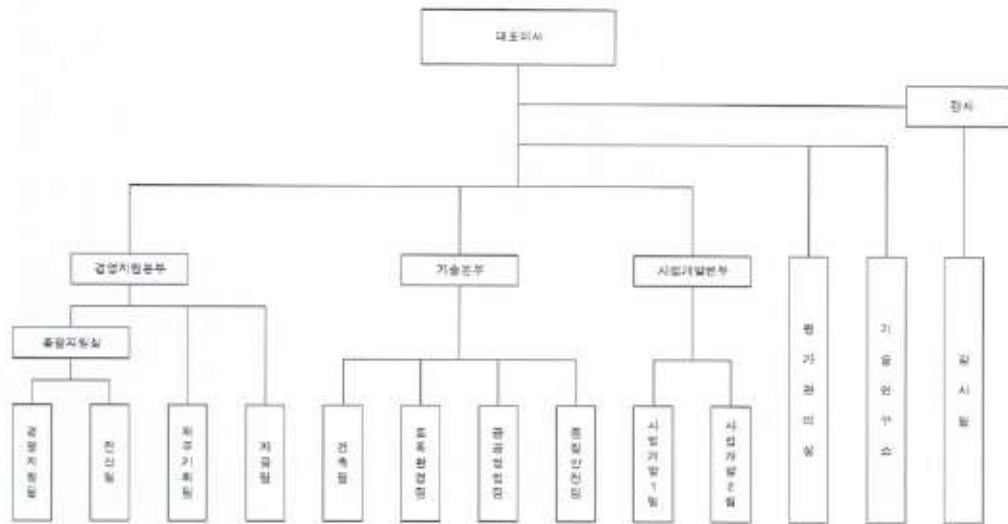 대표이사
감사
경영지원본부
기술본부
사업개발본부
총괄지원실
원가관리실
기술연구소
감사팀
경영지원팀
전산팀
재무기획팀
자금팀
건축팀
토목환경팀
공공영업팀
품질안전팀
사업개발1팀
사업개발2팀